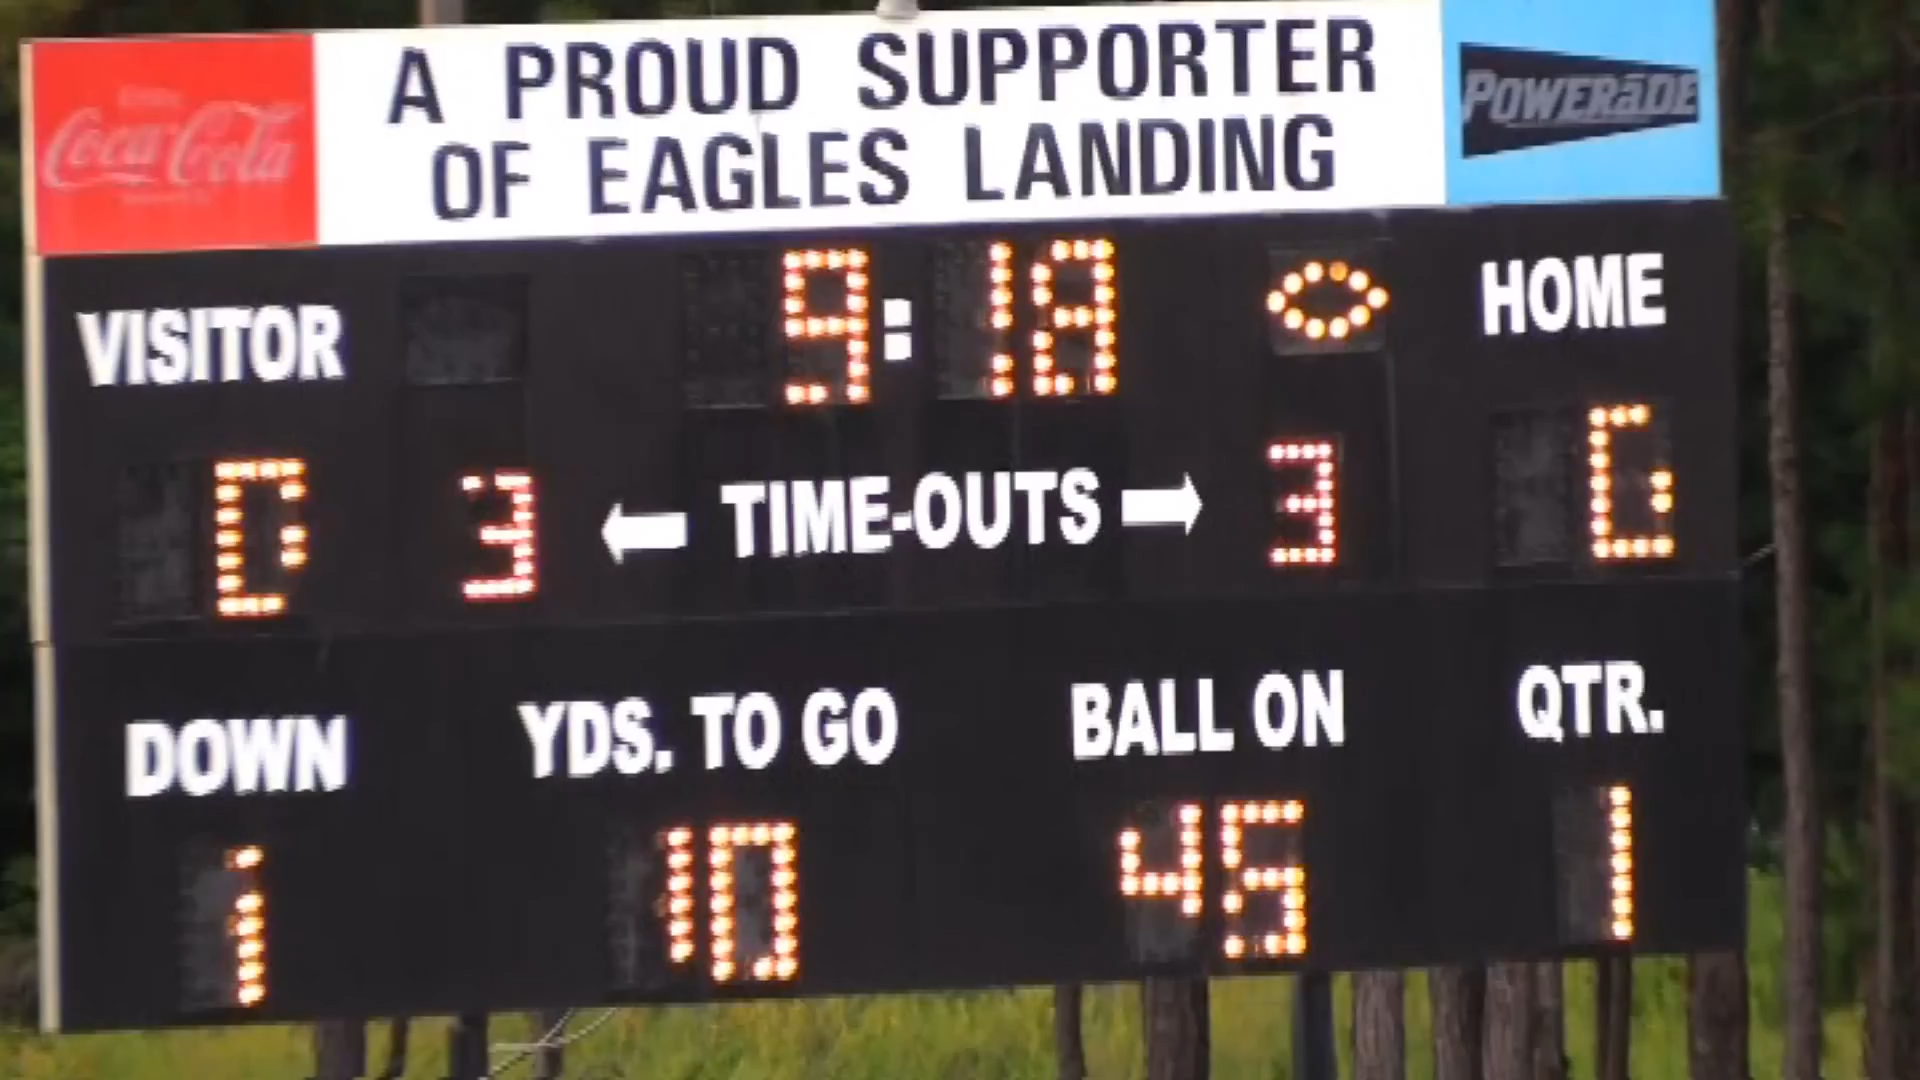 Coca-Cola
A PROUD SUPPORTER
OF EAGLES LANDING
POWERāDE
VISITOR
9:18
HOME
0
3
TIME-OUTS
3
0
DOWN
YDS. TO GO
BALL ON
QTR.
1
10
45
1